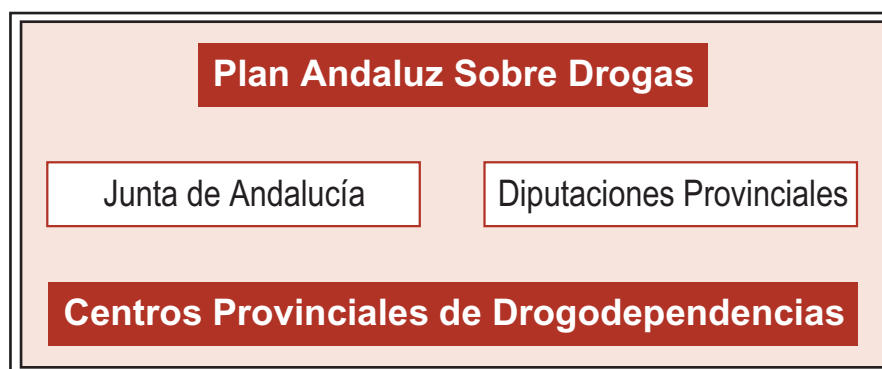 Plan Andaluz Sobre Drogas
Junta de Andalucía
Diputaciones Provinciales
Centros Provinciales de Drogodependencias